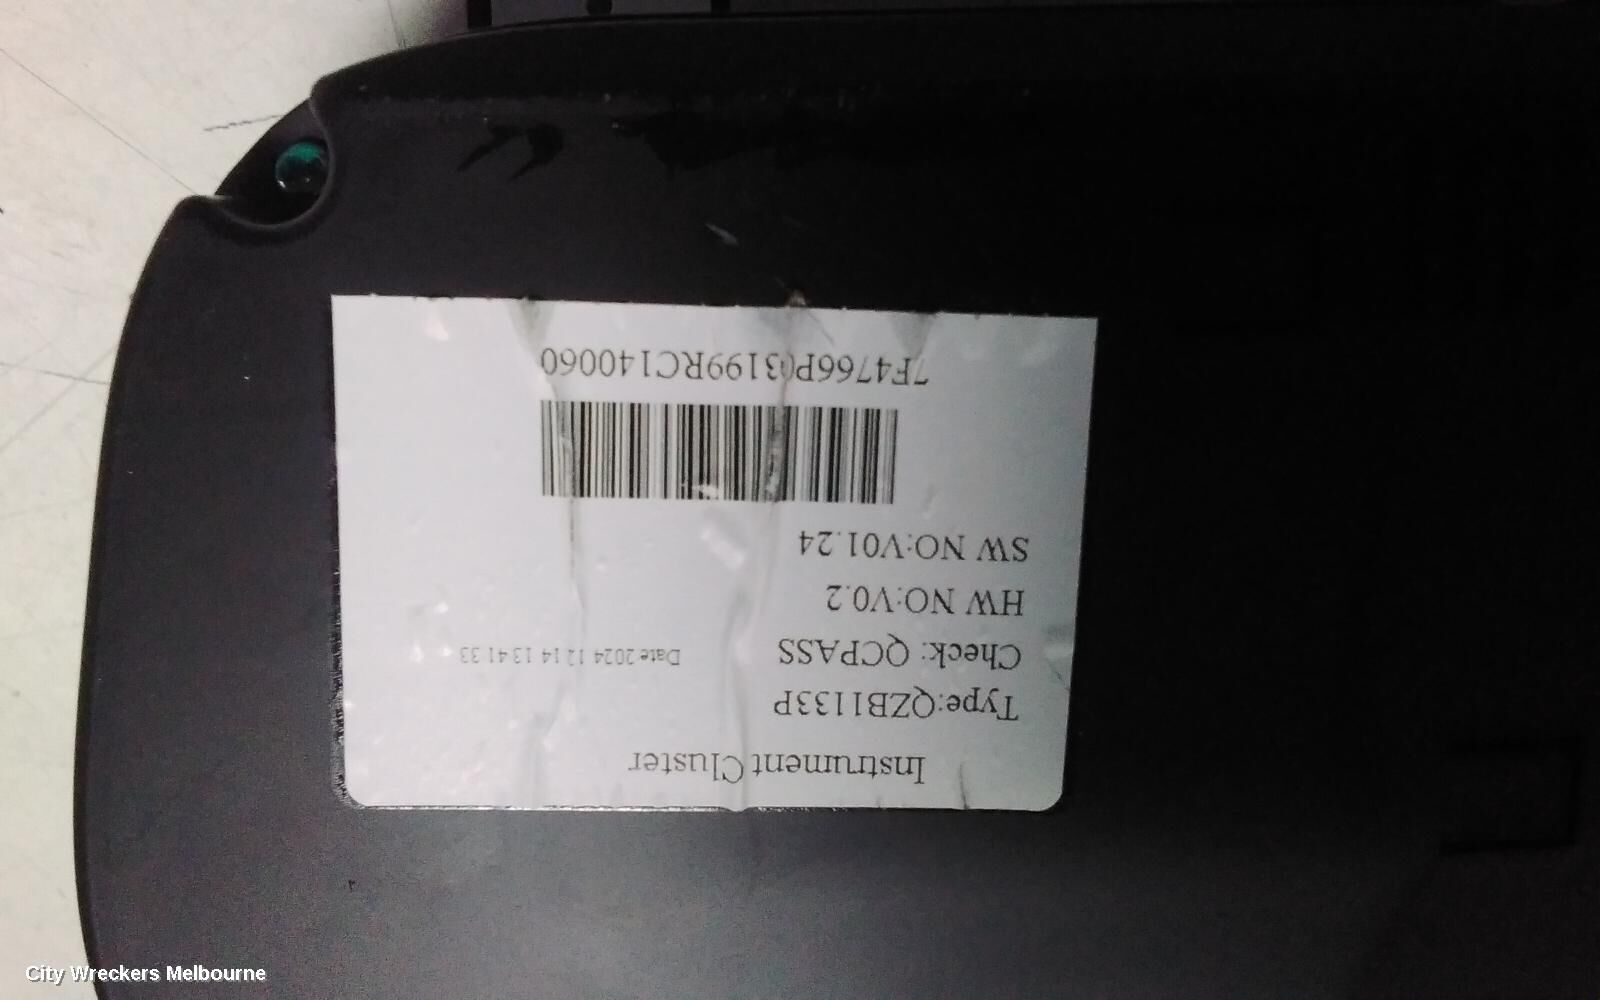 Instrument Cluster
Type:QZB1133P
Check: QCPASS Date:2024 12 14 13 41 33
HW NO:V0.2
SW NO:V01.24
7F4766P03199RC140060
City Wreckers Melbourne